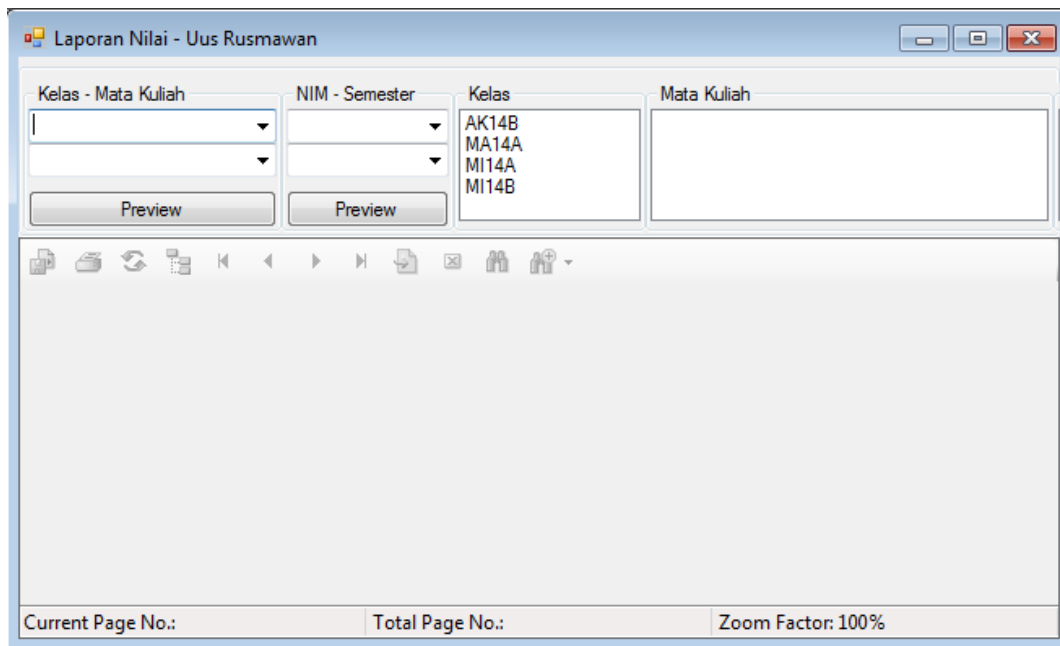 Laporan Nilai - Uus Rusmawan
Kelas - Mata Kuliah
NIM - Semester
Kelas
Mata Kuliah
AK14B
MA14A
MI14A
MI14B
Preview
Preview
Current Page No.:
Total Page No.:
Zoom Factor: 100%